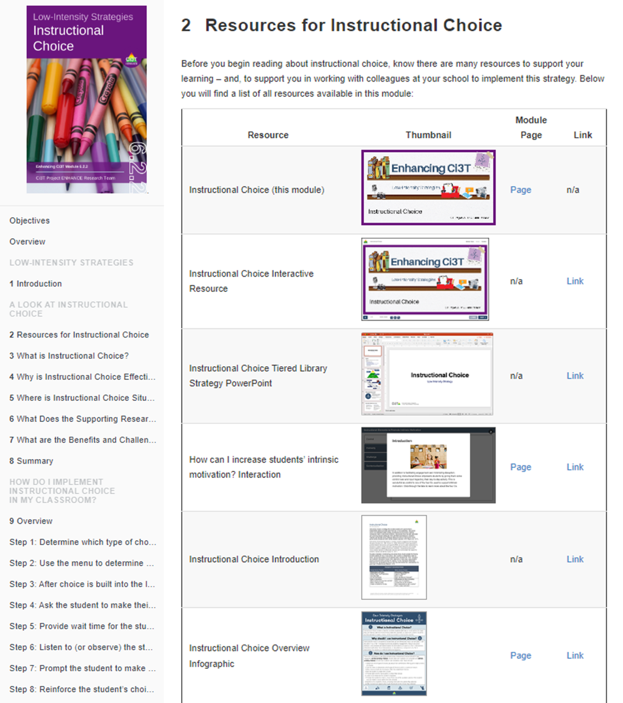 Low-Intensity Strategies
Instructional
Choice
Enhancing Ci3T Module 6.2.2
Ci3T Project ENHANCE Research Team
6.2.2
Objectives
Overview
LOW-INTENSITY STRATEGIES
1 Introduction
A LOOK AT INSTRUCTIONAL
CHOICE
2 Resources for Instructional Choice
3 What is Instructional Choice?
4 Why is Instructional Choice Effecti...
5 Where is Instructional Choice Situ...
6 What Does the Supporting Resear...
7 What are the Benefits and Challen...
8 Summary
HOW DO I IMPLEMENT
INSTRUCTIONAL CHOICE
IN MY CLASSROOM?
9 Overview
Step 1: Determine which type of cho...
Step 2: Use the menu to determine ...
Step 3: After choice is built into the l...
Step 4: Ask the student to make thei...
Step 5: Provide wait time for the stu...
Step 6: Listen to (or observe) the st...
Step 7: Prompt the student to make ...
Step 8: Reinforce the student's choi...
2 Resources for Instructional Choice
Before you begin reading about instructional choice, know there are many resources to support your
learning – and, to support you in working with colleagues at your school to implement this strategy. Below
you will find a list of all resources available in this module:
Resource Thumbnail Module Page Link
Instructional Choice (this module)
Enhancing Ci3T
Low-Intensity Strategies
Instructional Choice
Page n/a
Instructional Choice Interactive
Resource
Enhancing Ci3T
Low-Intensity Strategies
Instructional Choice
n/a Link
Instructional Choice Tiered Library
Strategy PowerPoint
Instructional Choice
Low-Intensity Strategy
n/a Link
How can I increase students' intrinsic
motivation? Interaction
Introduction
Page Link
Instructional Choice Introduction
n/a Link
Instructional Choice Overview
Infographic
Low-Intensity Strategies
Instructional Choice
Page Link